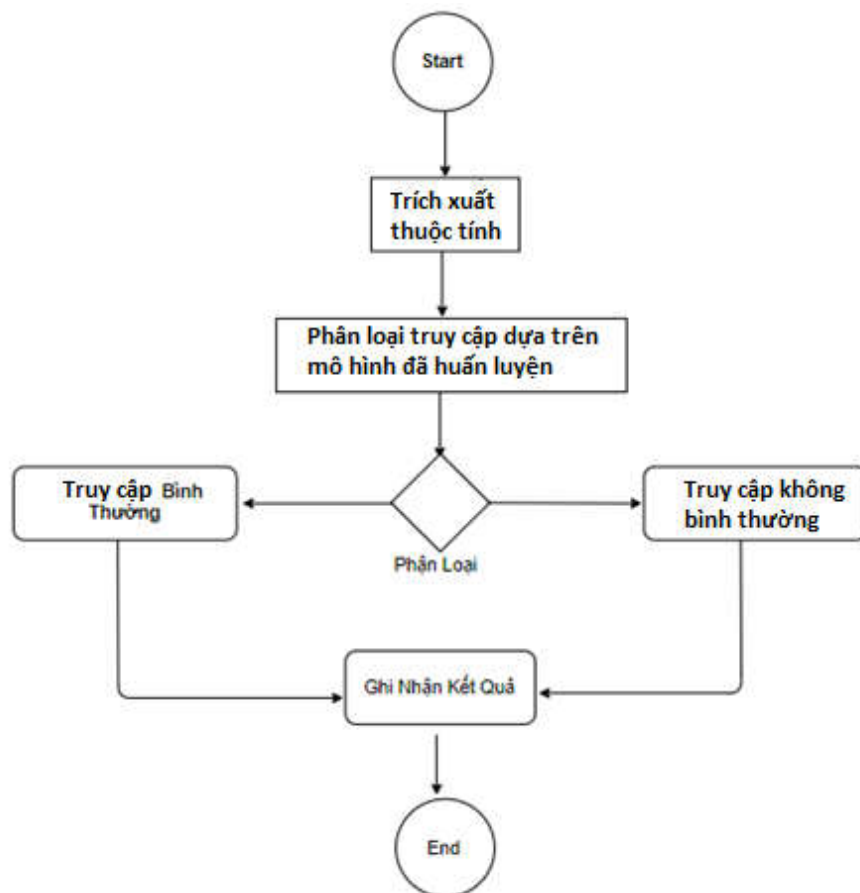 Start
Trích xuất
thuộc tính
Phân loại truy cập dựa trên
mô hình đã huấn luyện
Truy cập Bình
Thường
Truy cập không
bình thường
Phân Loại
Ghi Nhận Kết Quả
End